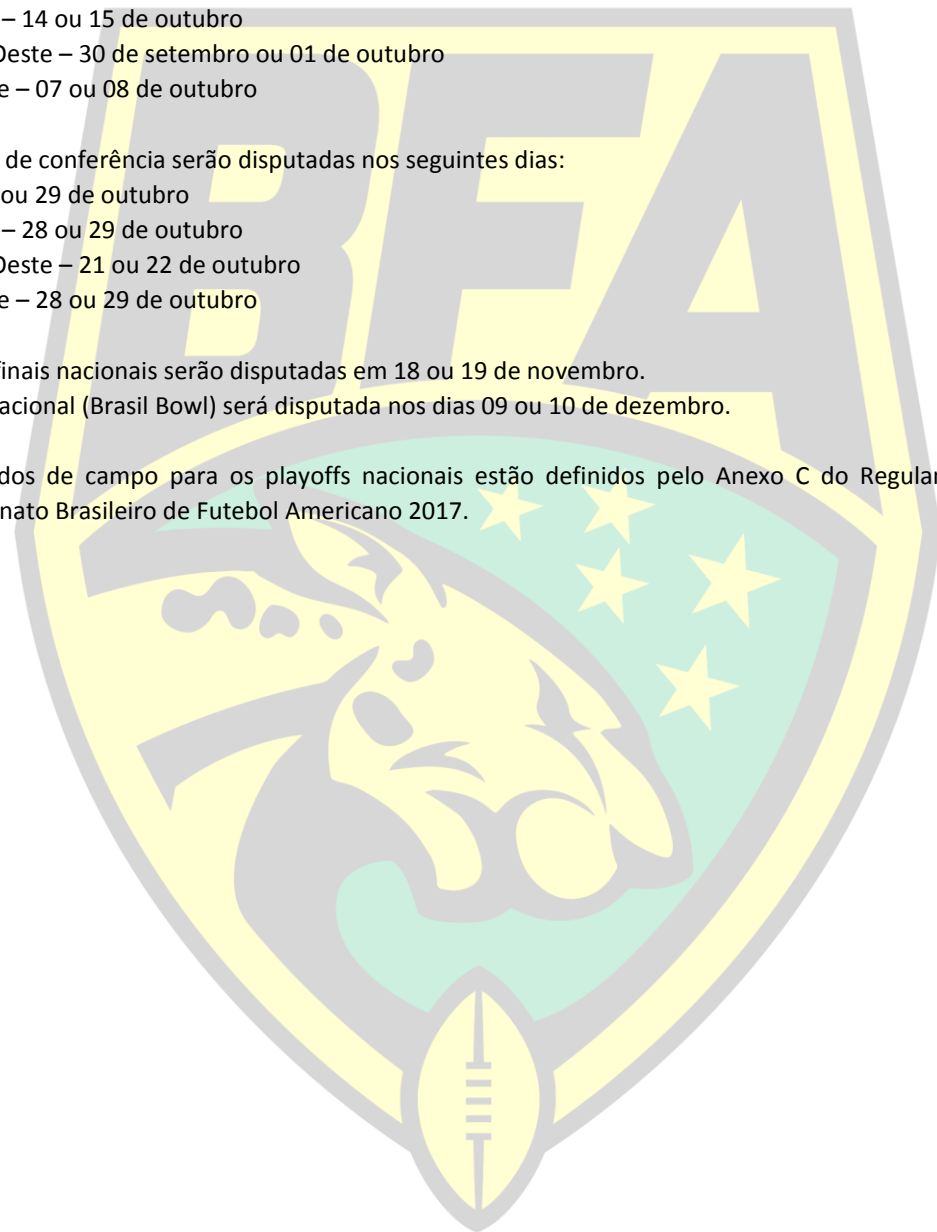 – 14 ou 15 de outubro
Oeste – 30 de setembro ou 01 de outubro
e – 07 ou 08 de outubro
de conferência serão disputadas nos seguintes dias:
ou 29 de outubro
– 28 ou 29 de outubro
Oeste – 21 ou 22 de outubro
e – 28 ou 29 de outubro
finais nacionais serão disputadas em 18 ou 19 de novembro.
acional (Brasil Bowl) será disputada nos dias 09 ou 10 de dezembro.
dos de campo para os playoffs nacionais estão definidos pelo Anexo C do Regular
nato Brasileiro de Futebol Americano 2017.
BFA